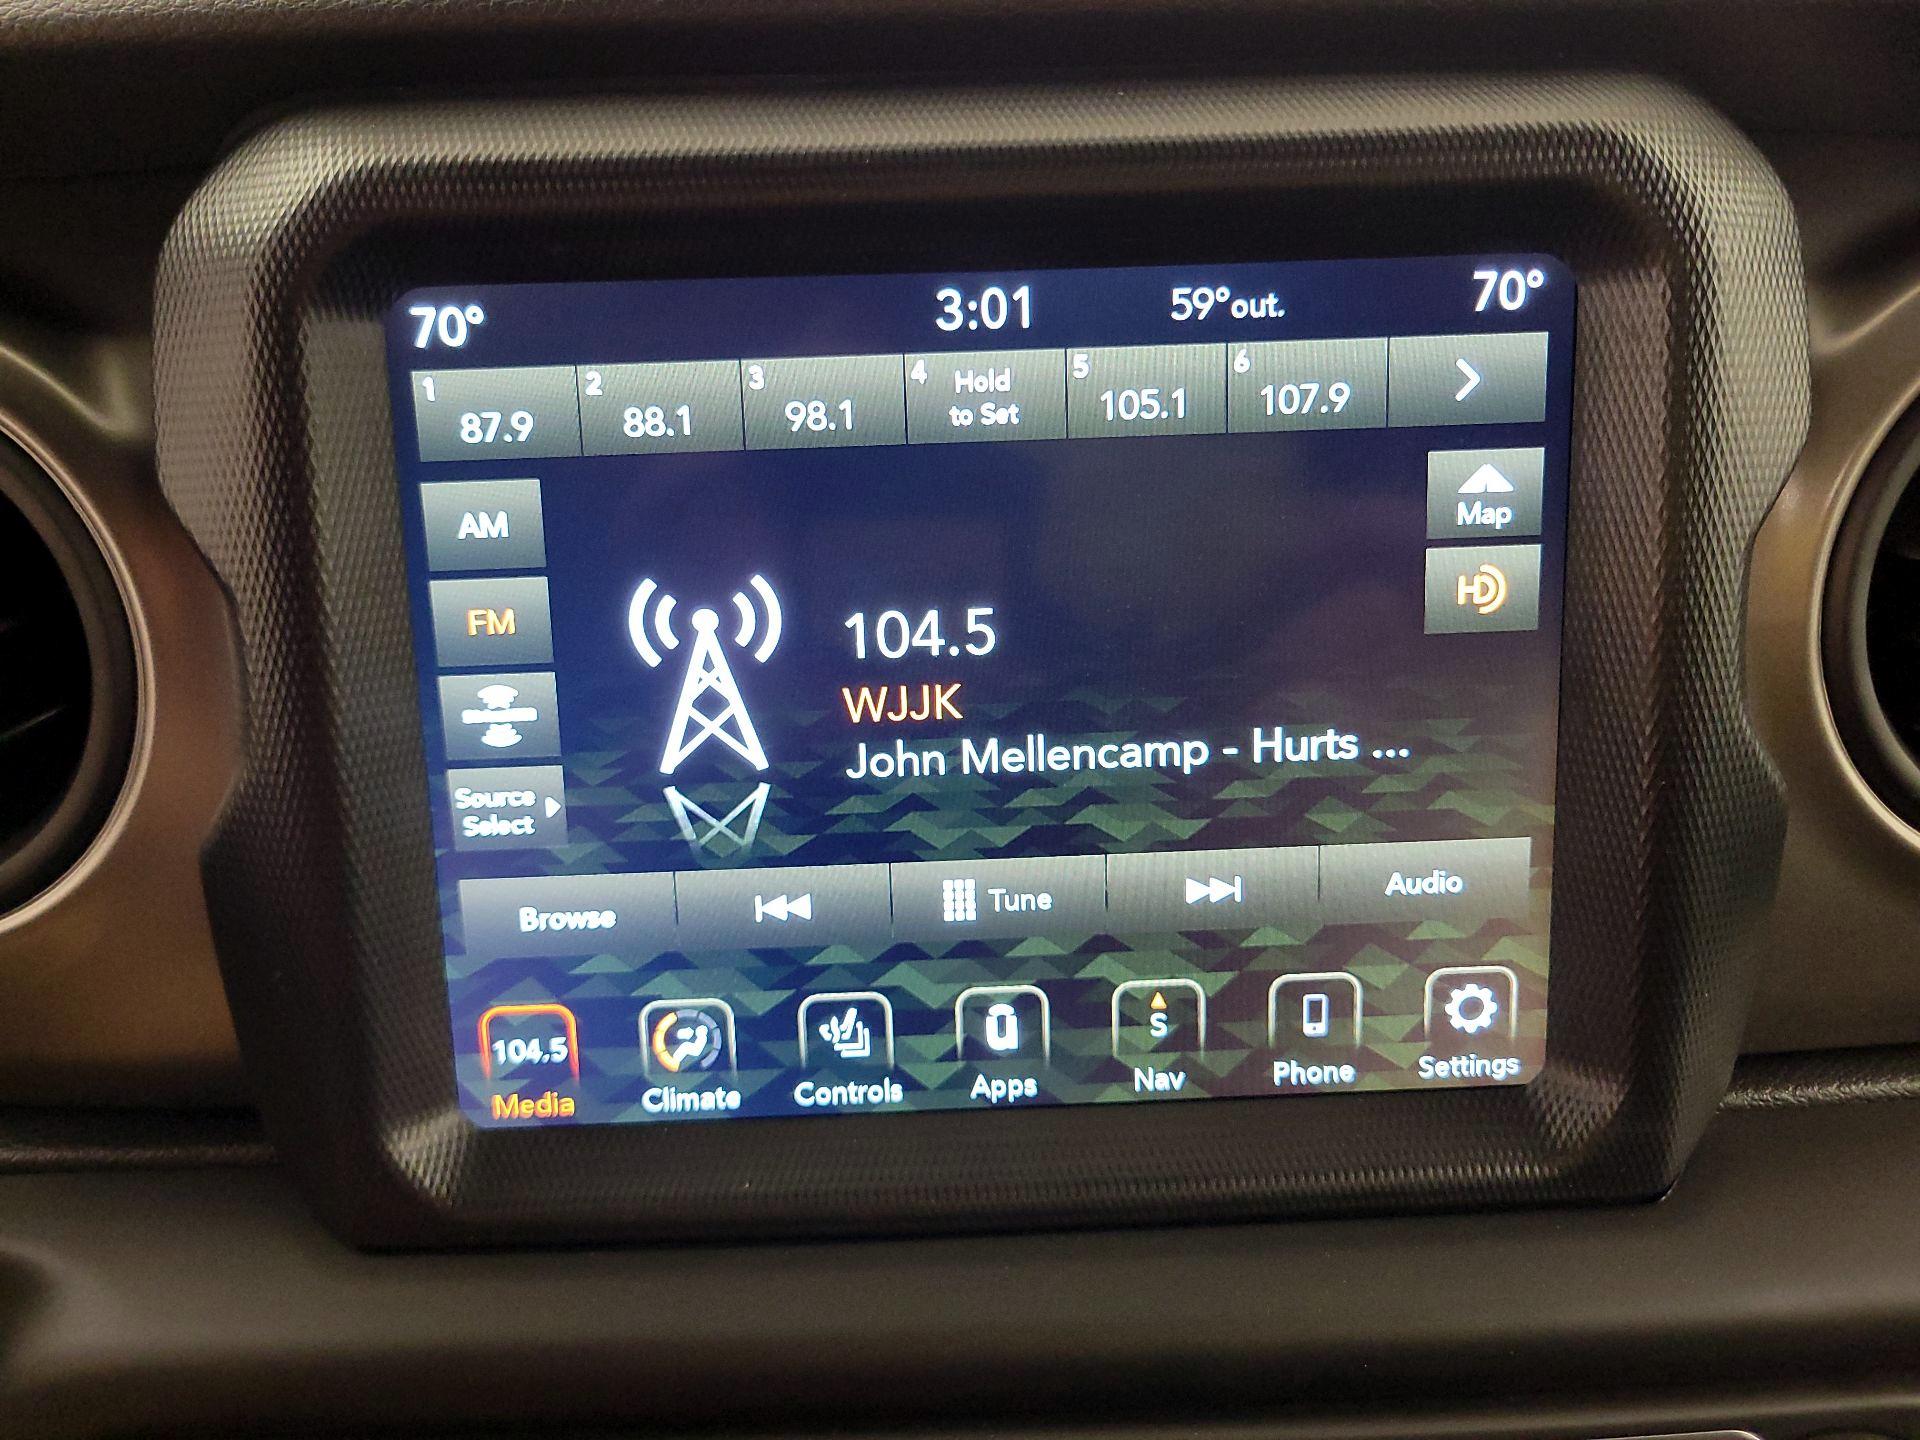 70° 3:01 59° out. 70°
1 87.9 2 88.1 3 98.1 4 Hold to Set 5 105.1 6 107.9
AM
Map
FM
HD
104.5
WJJK
John Mellencamp - Hurts ...
Source
Select
Browse Tune Audio
104.5 S
Media Climate Controls Apps Nav Phone Settings